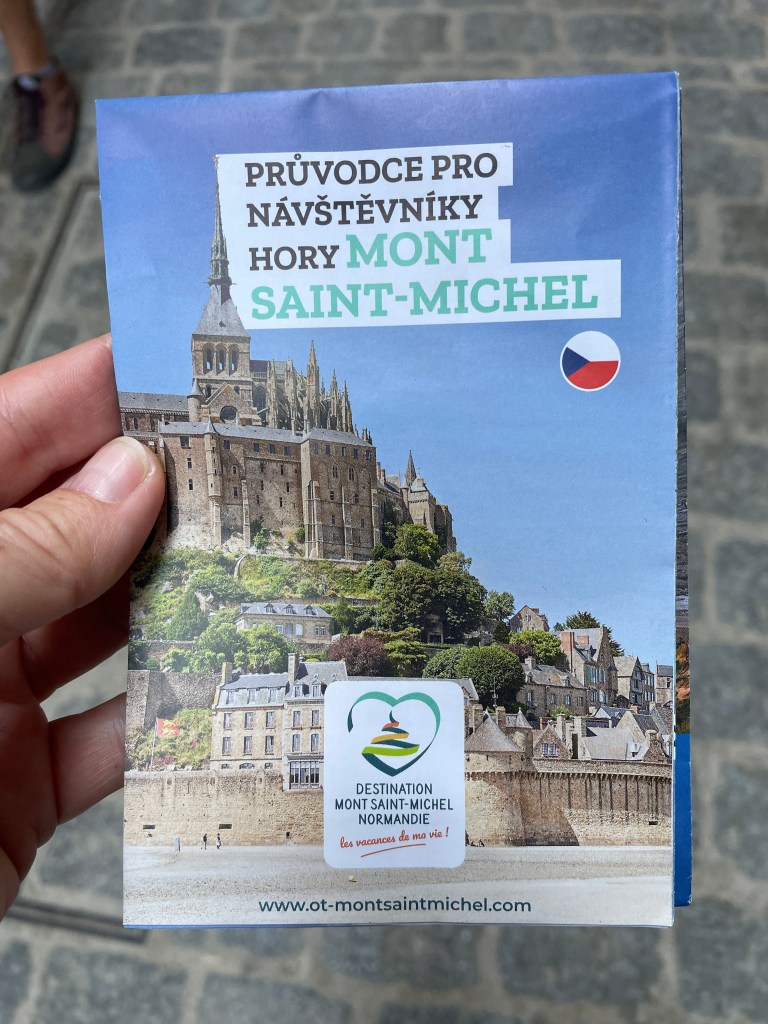 PRŮVODCE PRO
NÁVŠTĚVNÍKY
HORY MONT
SAINT-MICHEL
DESTINATION
MONT SAINT-MICHEL
NORMANDIE
les vacances de ma vie !
www.ot-montsaintmichel.com